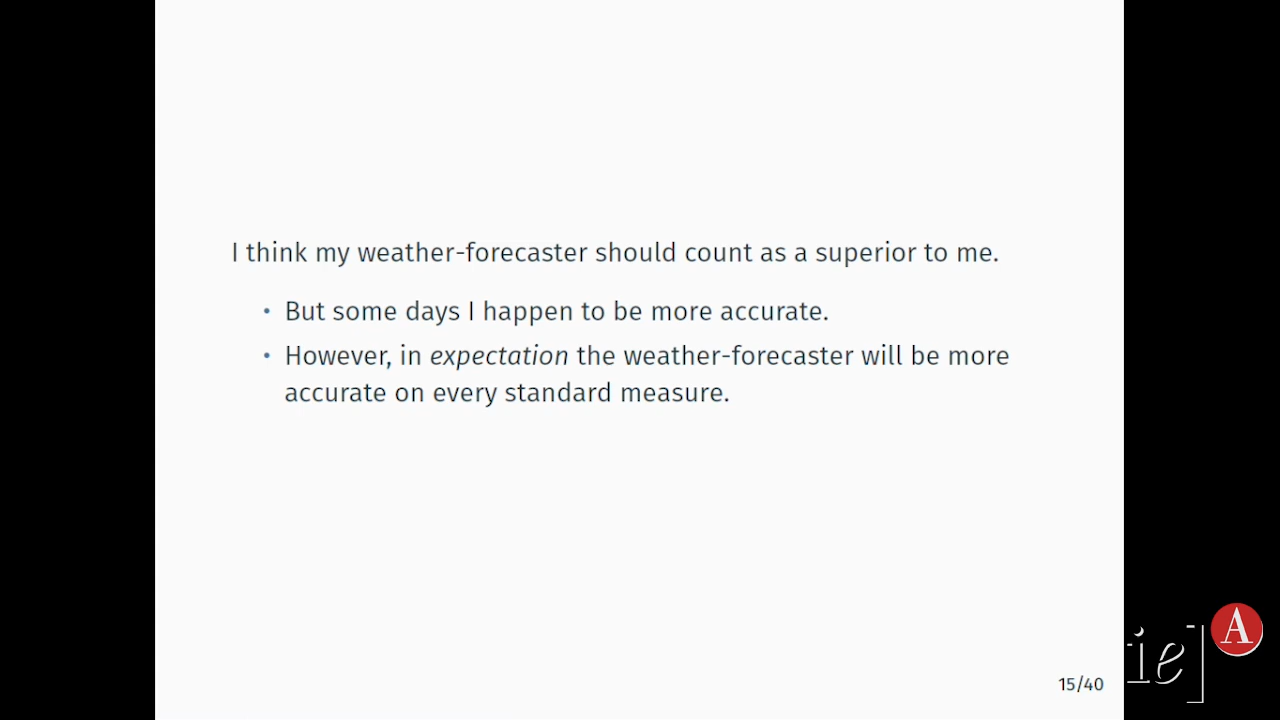 I think my weather-forecaster should count as a superior to me.
• But some days I happen to be more accurate.
• However, in expectation the weather-forecaster will be more
accurate on every standard measure.
15/40
ie]
A